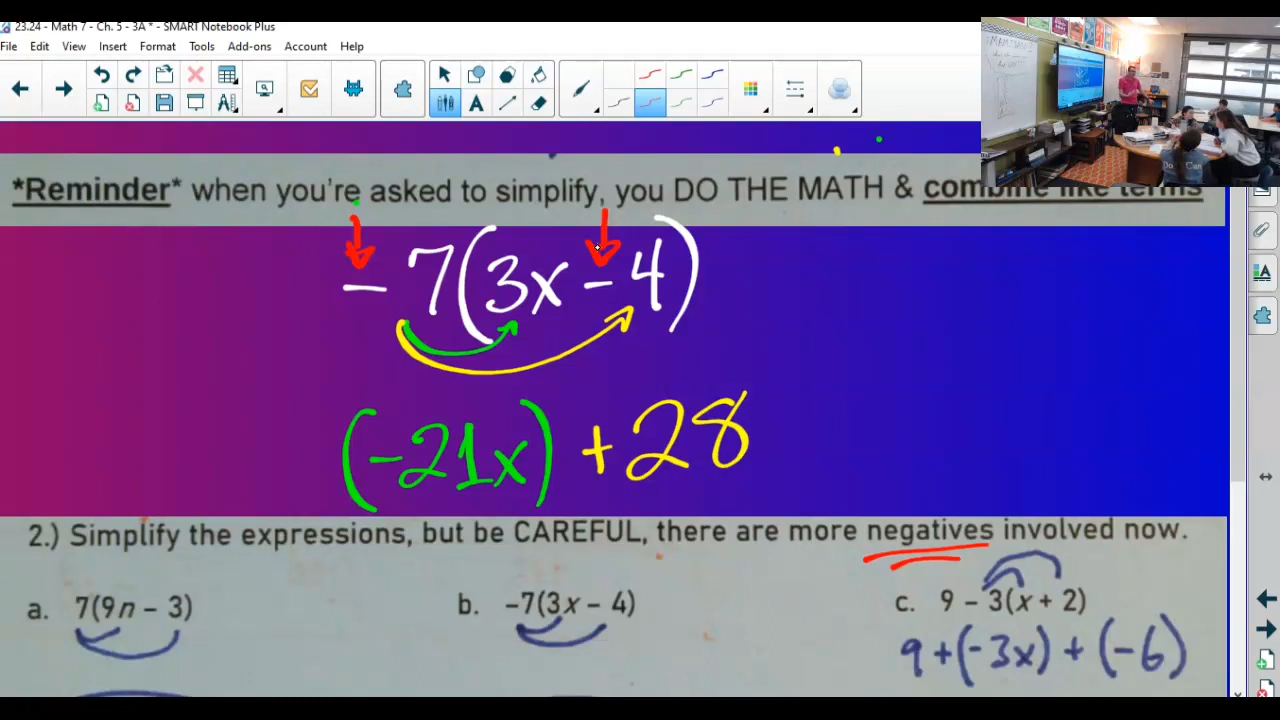 23.24 - Math 7 - Ch. 5 - 3A * - SMART Notebook Plus
File Edit View Insert Format Tools Add-ons Account Help
*Reminder* when you're asked to simplify, you DO THE MATH & combine like terms
-7(3x-4)
(-21x) +28
2.) Simplify the expressions, but be CAREFUL, there are more negatives involved now.
a. 7(9n – 3)
b. –7(3x – 4)
c. 9 – 3(x + 2)
9+(-3x)+(-6)